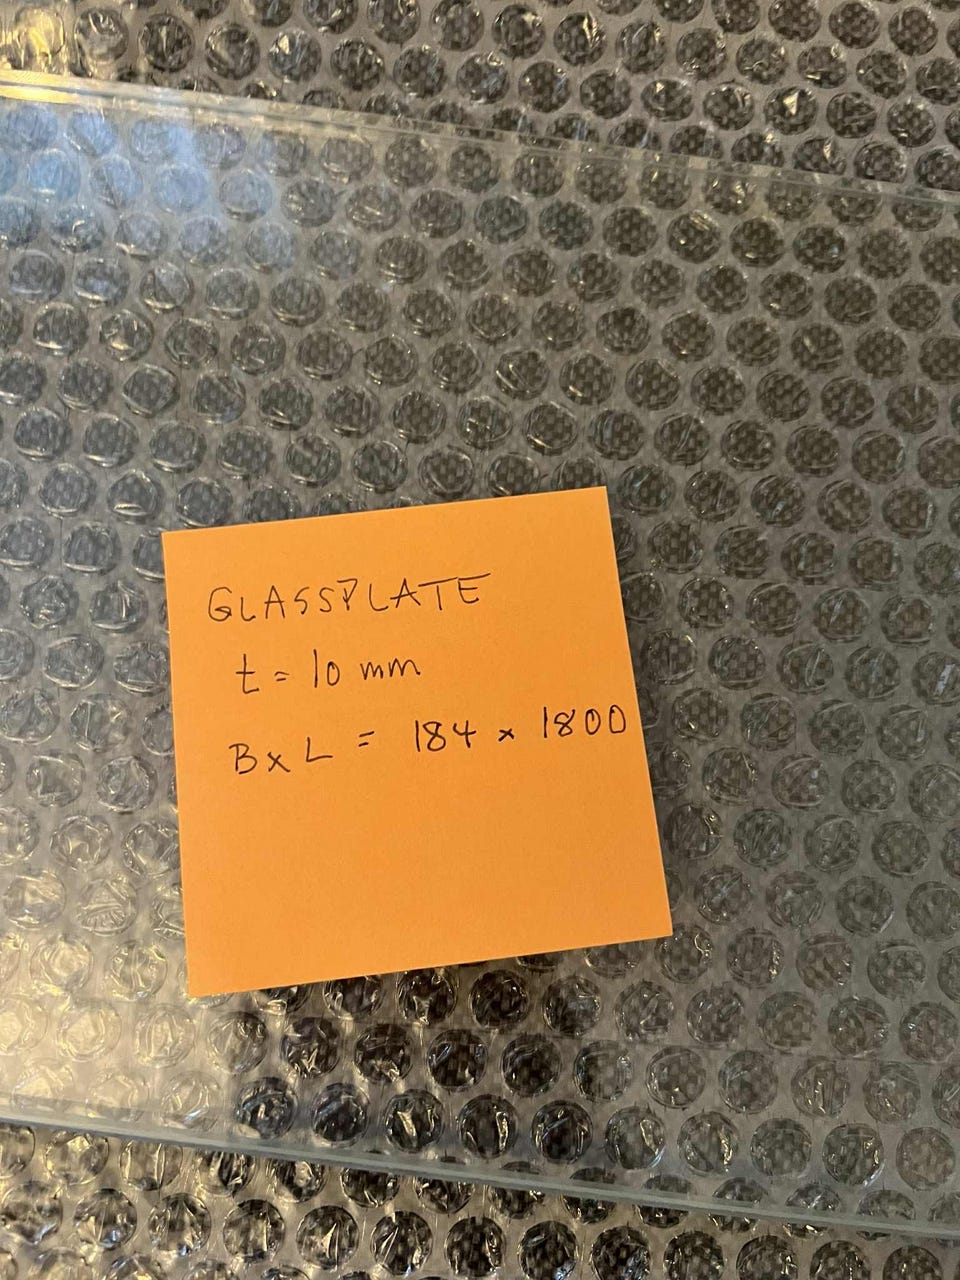 GLASSPLATE
t = 10 mm
B x L = 184 x 1800